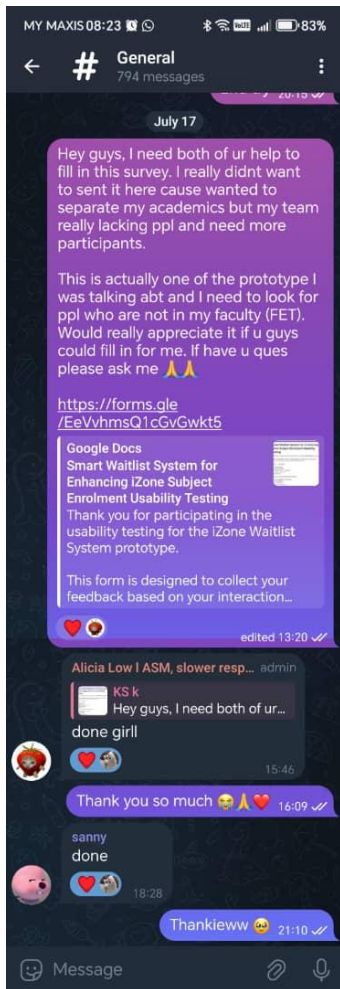 MY MAXIS 08:23 83%
General
794 messages
20:15
July 17
Hey guys, I need both of ur help to
fill in this survey. I really didnt want
to sent it here cause wanted to
separate my academics but my team
really lacking ppl and need more
participants.
This is actually one of the prototype I
was talking abt and I need to look for
ppl who are not in my faculty (FET).
Would really appreciate it if u guys
could fill in for me. If have u ques
please ask me 🙏🙏
https://forms.gle
/EeVvhmsQ1cGvGwkt5
Google Docs
Smart Waitlist System for
Enhancing iZone Subject
Enrolment Usability Testing
Thank you for participating in the
usability testing for the iZone Waitlist
System prototype.
This form is designed to collect your
feedback based on your interaction...
edited 13:20
Alicia Low l ASM, slower resp... admin
KS k
Hey guys, I need both of ur...
done girll
15:46
Thank you so much 😭🙏❤️ 16:09
sanny
done
18:28
Thankieww 🥹 21:10
Message